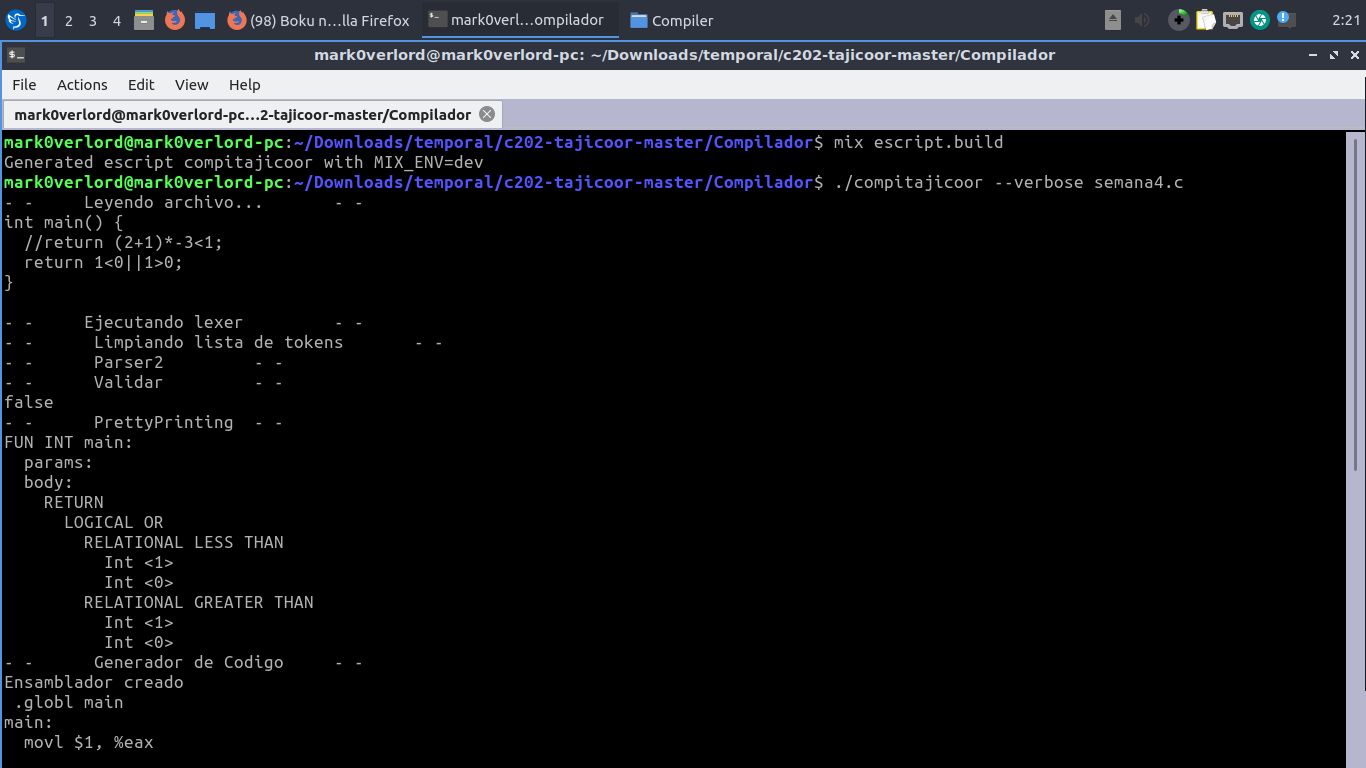 1 2 3 4 (98) Boku n...lla Firefox mark0verl...ompilador Compiler 2:21
mark0verlord@mark0verlord-pc: ~/Downloads/temporal/c202-tajicoor-master/Compilador
File Actions Edit View Help
mark0verlord@mark0verlord-pc...2-tajicoor-master/Compilador
mark0verlord@mark0verlord-pc:~/Downloads/temporal/c202-tajicoor-master/Compilador$ mix escript.build
Generated escript compitajicoor with MIX_ENV=dev
mark0verlord@mark0verlord-pc:~/Downloads/temporal/c202-tajicoor-master/Compilador$ ./compitajicoor --verbose semana4.c
- -     Leyendo archivo...       - -
int main() {
  //return (2+1)*-3<1;
  return 1<0||1>0;
}
- -     Ejecutando lexer         - -
- -      Limpiando lista de tokens       - -
- -      Parser2         - -
- -      Validar         - -
false
- -      PrettyPrinting  - -
FUN INT main:
  params:
  body:
    RETURN
      LOGICAL OR
        RELATIONAL LESS THAN
          Int <1>
          Int <0>
        RELATIONAL GREATER THAN
          Int <1>
          Int <0>
- -      Generador de Codigo     - -
Ensamblador creado
 .globl main
main:
  movl $1, %eax